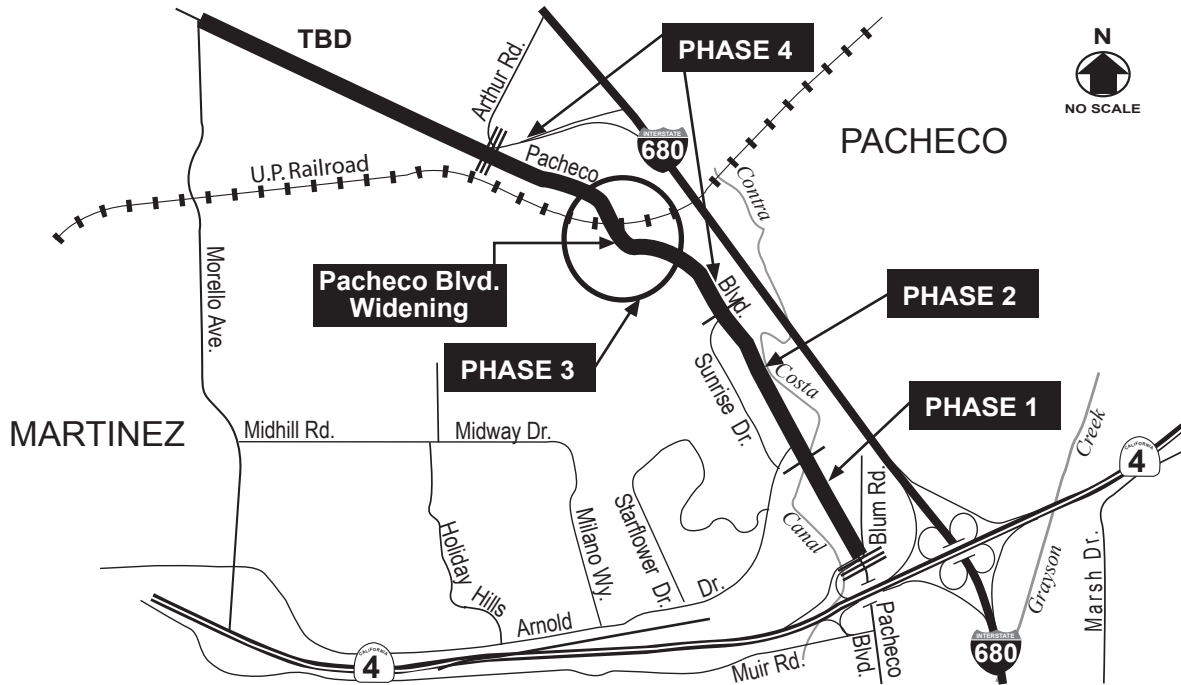 TBD
Arthur Rd.
PHASE 4
N
NO SCALE
INTERSTATE
680
PACHECO
Pacheco
U.P. Railroad
Contra
Morello Ave.
Pacheco Blvd.
Widening
Blvd.
PHASE 2
PHASE 3
Costa
Sunrise Dr.
PHASE 1
MARTINEZ
Midhill Rd.
Midway Dr.
Creek
CALIFORNIA
4
Blum Rd.
Starflower Dr.
Milano Wy.
Holiday
Hills
Canal
Dr.
Arnold
Grayson
Marsh Dr.
Pacheco
Blvd.
Muir Rd.
CALIFORNIA
4
INTERSTATE
680